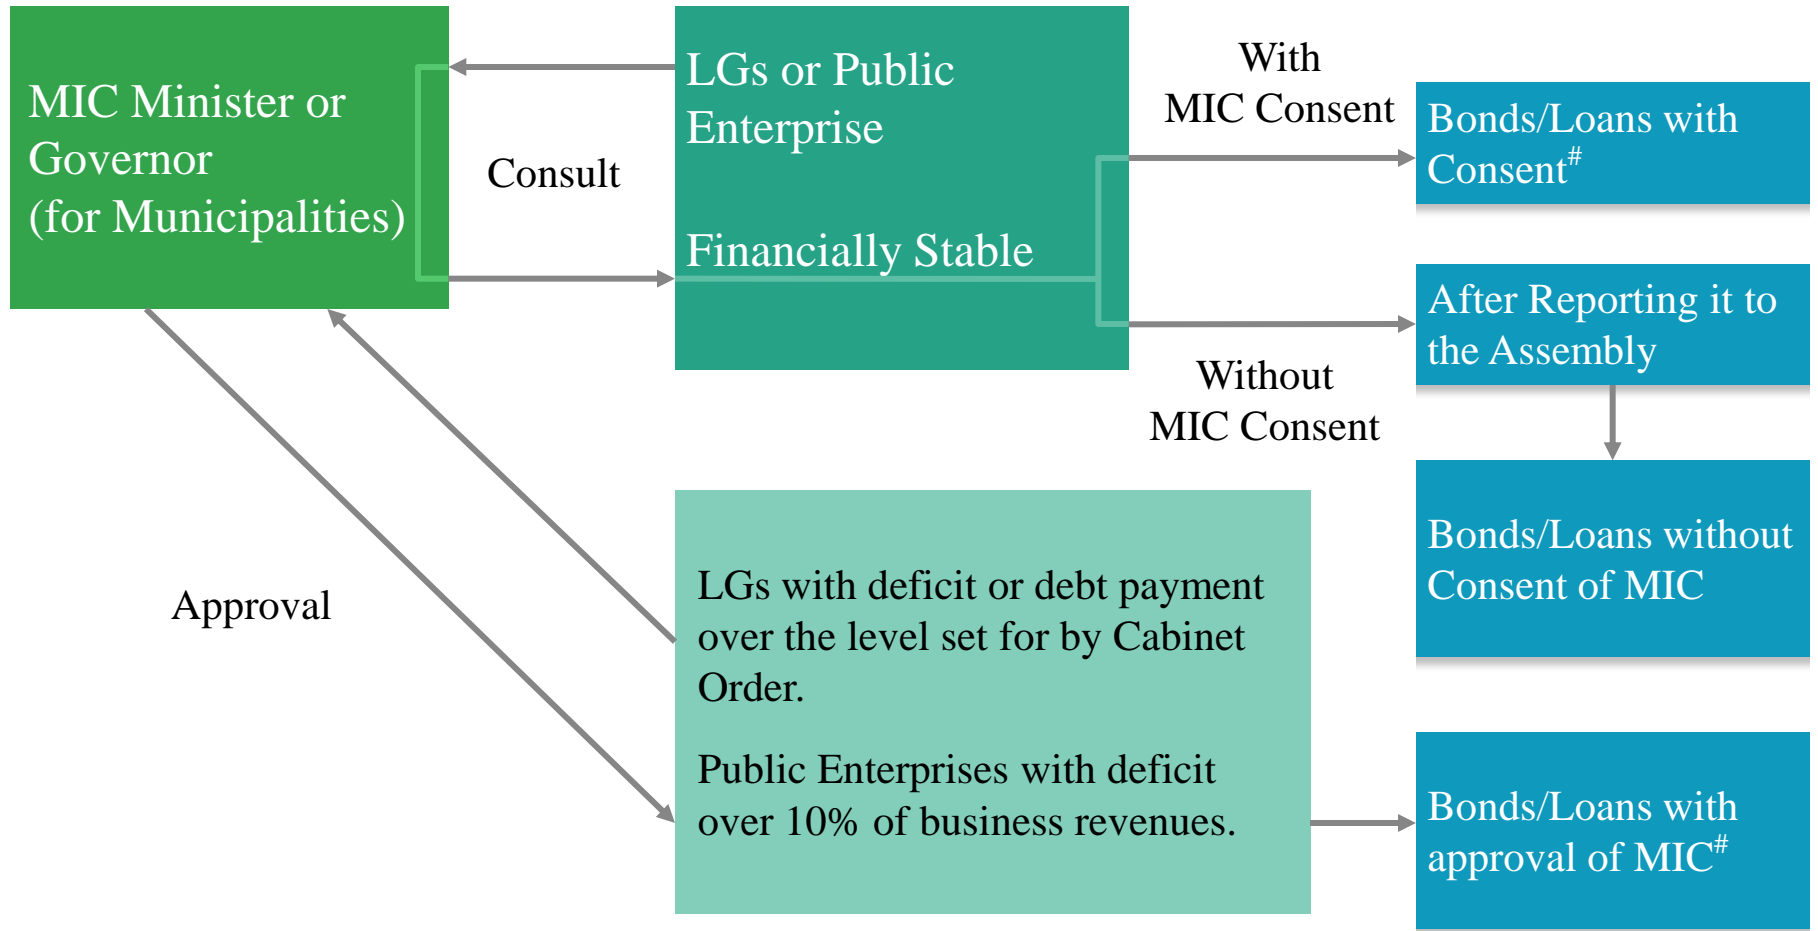 MIC Minister or
Governor
(for Municipalities)
Consult
LGs or Public
Enterprise
Financially Stable
With
MIC Consent
Bonds/Loans with
Consent#
After Reporting it to
the Assembly
Without
MIC Consent
Bonds/Loans without
Consent of MIC
Approval
LGs with deficit or debt payment
over the level set for by Cabinet
Order.
Public Enterprises with deficit
over 10% of business revenues.
Bonds/Loans with
approval of MIC#